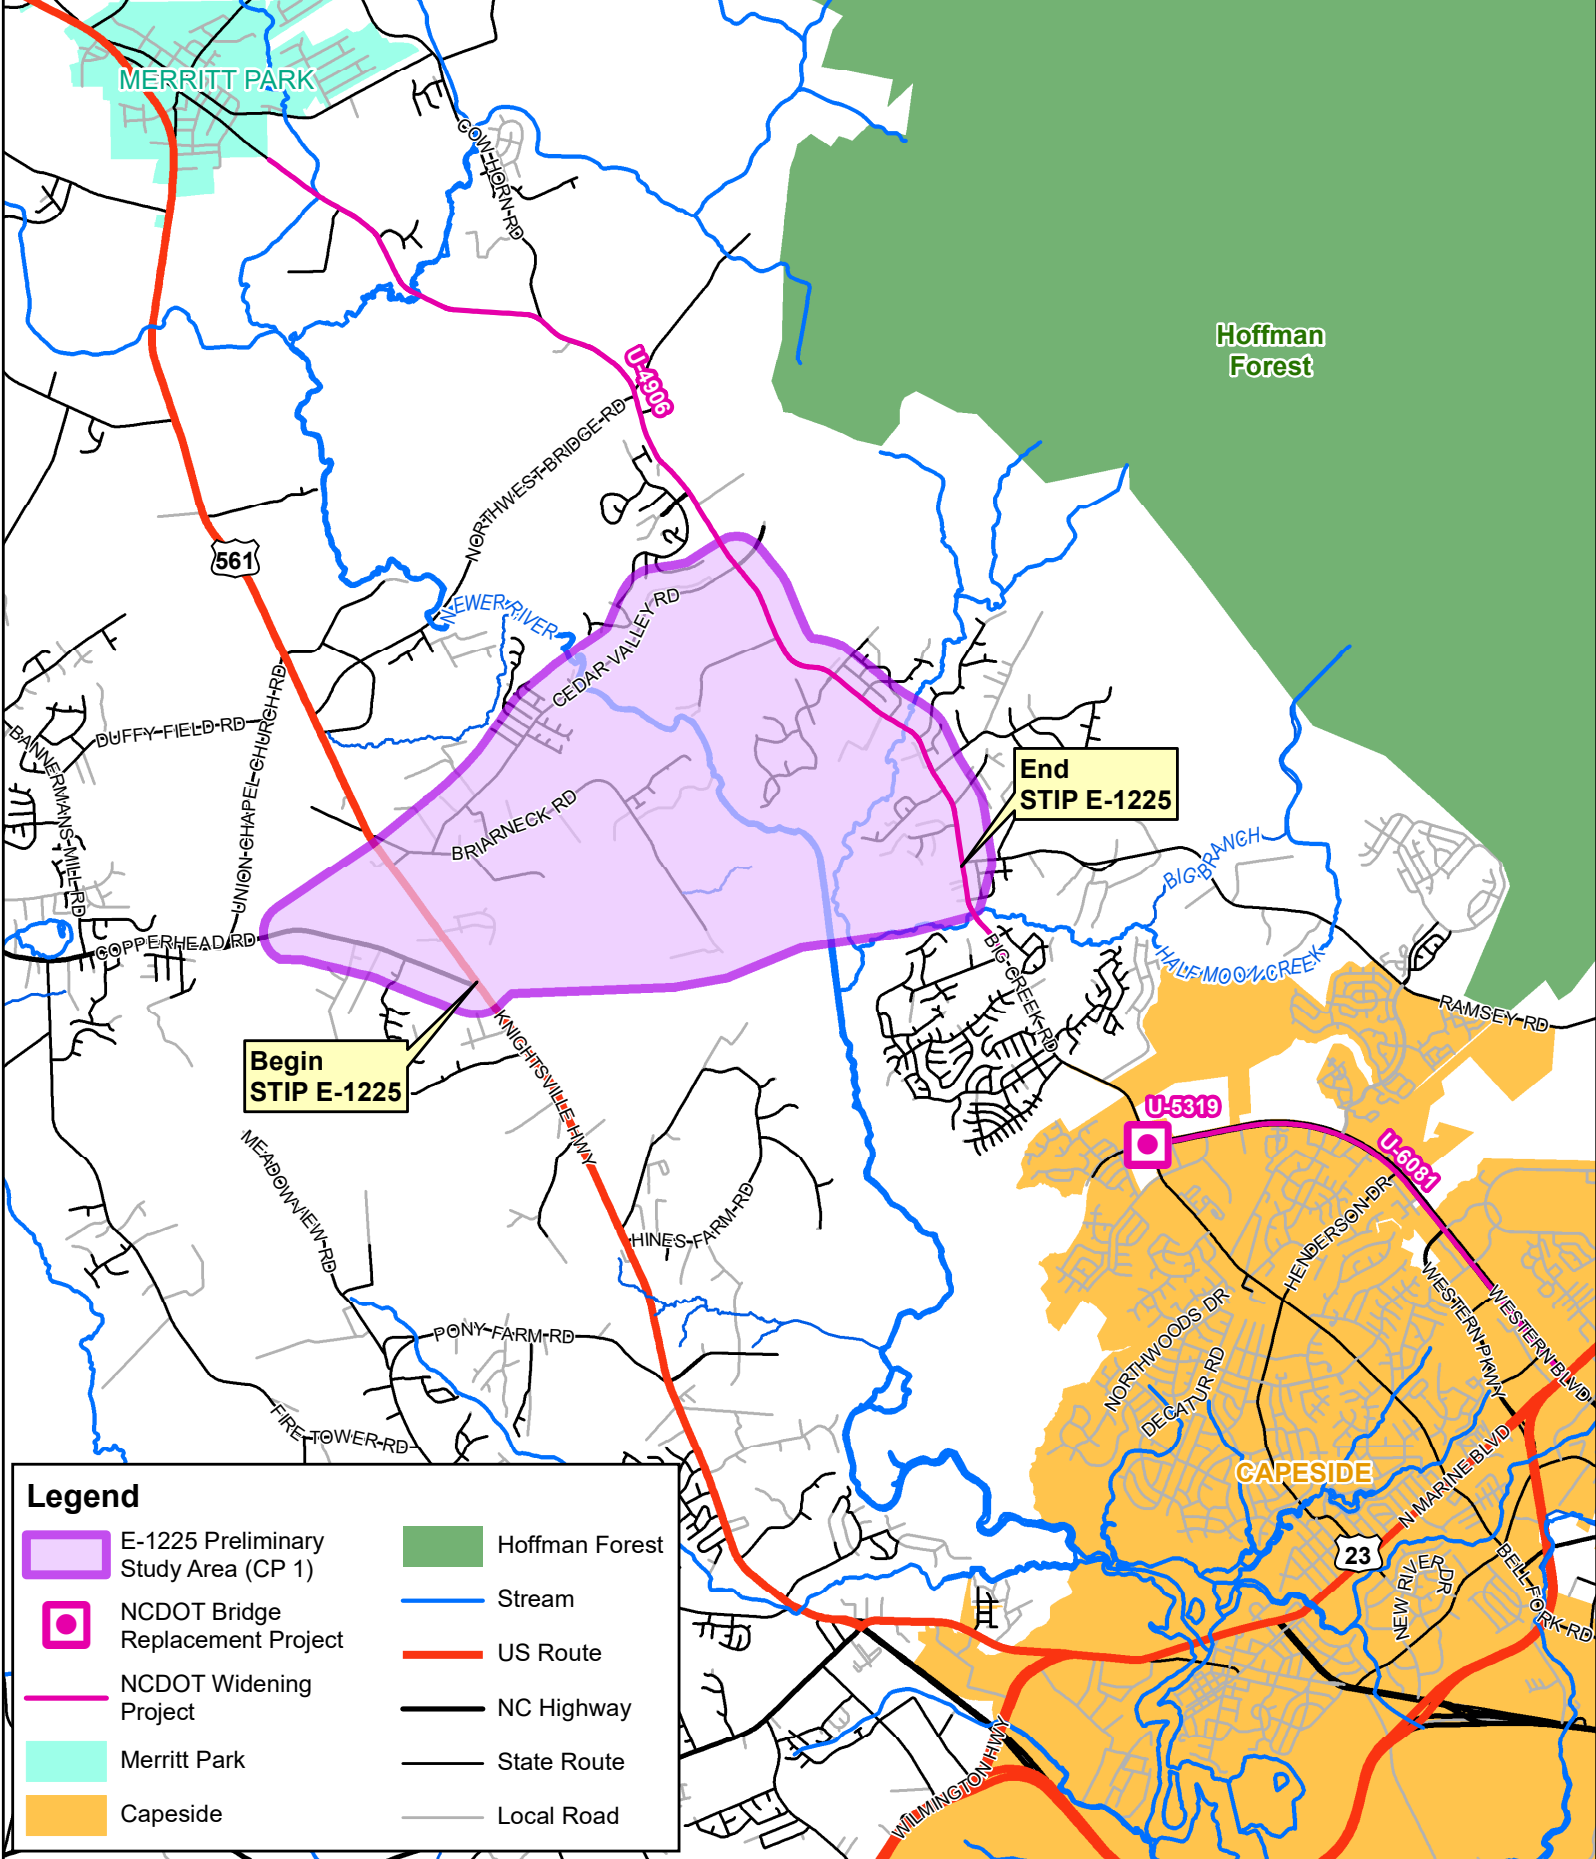 MERRITT PARK
COW HORN RD
Hoffman
Forest
U-4906
NORTHWEST BRIDGE RD
561
NEWER RIVER
CEDAR VALLEY RD
DUFFY FIELD RD
UNION CHAPEL CHURCH RD
BANNERMANS MILL RD
BRIARNECK RD
End
STIP E-1225
BIG BRANCH
COPPERHEAD RD
HALF MOON CREEK
BIG CREEK RD
RAMSEY RD
Begin
STIP E-1225
KNIGHTSVILLE HWY
U-5319
U-6081
MEADOWVIEW RD
HINES FARM RD
HENDERSON DR
WESTERN PKWY
WESTERN BLVD
NORTHWOODS DR
DECATUR RD
PONY FARM RD
FIRE TOWER RD
CAPESIDE
N MARINE BLVD
23
NEW RIVER DR
BELL FORK RD
WILMINGTON HWY
Legend
E-1225 Preliminary
Study Area (CP 1)
NCDOT Bridge
Replacement Project
NCDOT Widening
Project
Merritt Park
Capeside
Hoffman Forest
Stream
US Route
NC Highway
State Route
Local Road